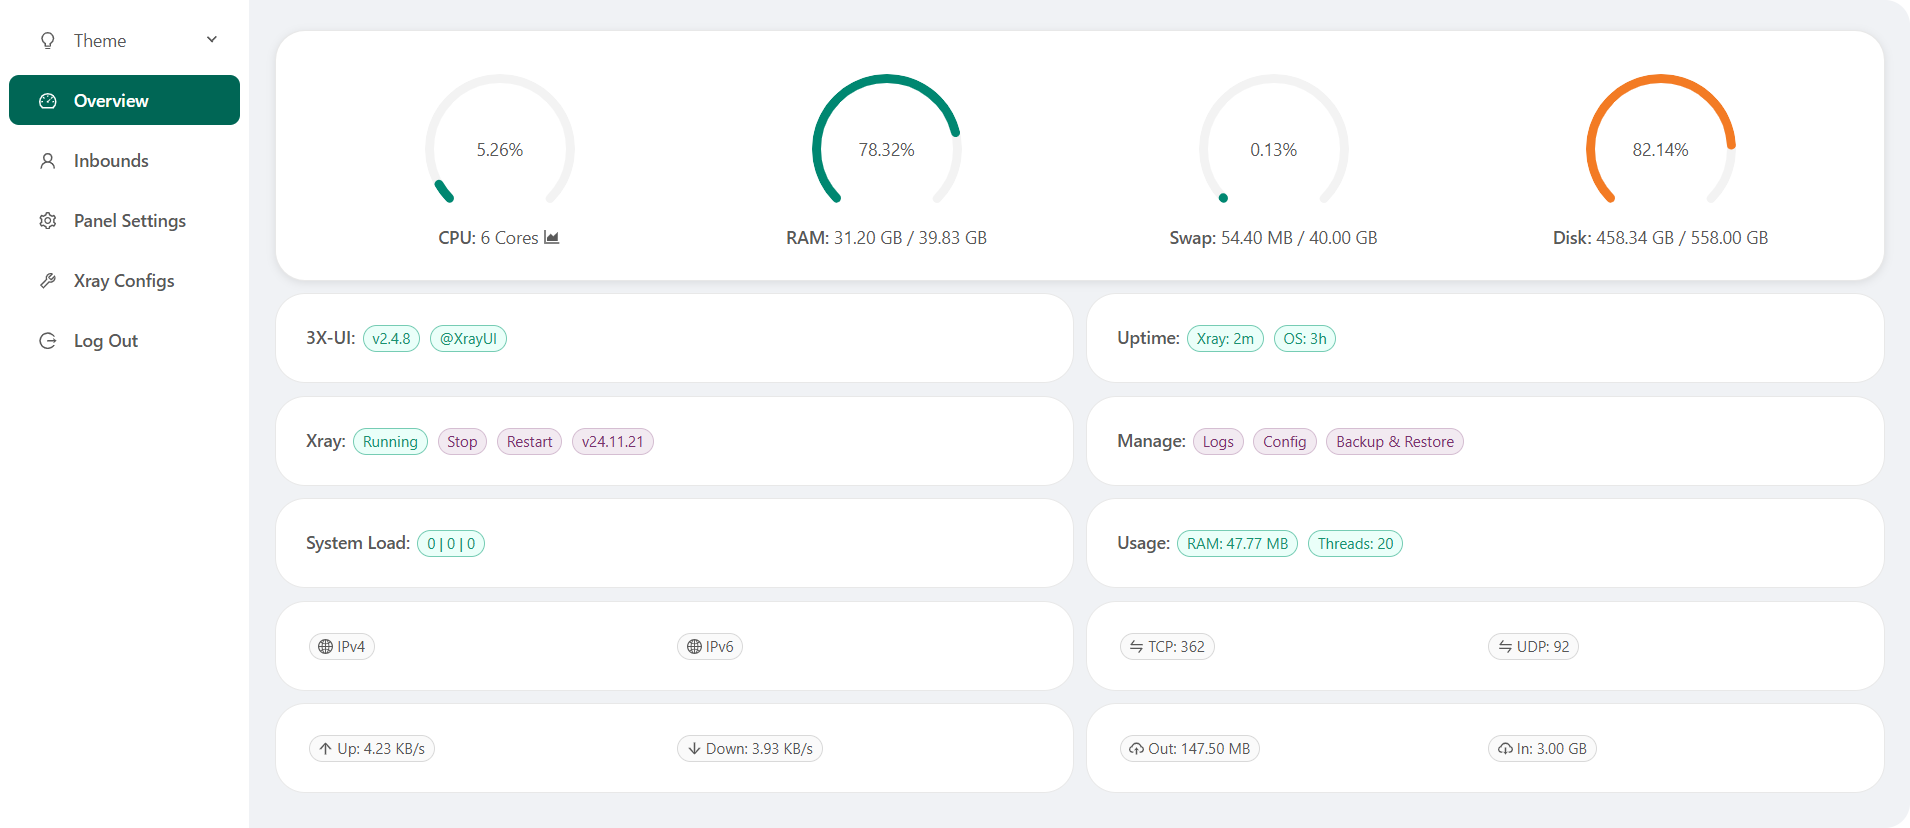 Theme
Overview
Inbounds
Panel Settings
Xray Configs
Log Out
5.26%
78.32%
0.13%
82.14%
CPU: 6 Cores
RAM: 31.20 GB / 39.83 GB
Swap: 54.40 MB / 40.00 GB
Disk: 458.34 GB / 558.00 GB
3X-UI: v2.4.8 @XrayUI
Uptime: Xray: 2m OS: 3h
Xray: Running Stop Restart v24.11.21
Manage: Logs Config Backup & Restore
System Load: 0 | 0 | 0
Usage: RAM: 47.77 MB Threads: 20
IPv4
IPv6
TCP: 362
UDP: 92
Up: 4.23 KB/s
Down: 3.93 KB/s
Out: 147.50 MB
In: 3.00 GB